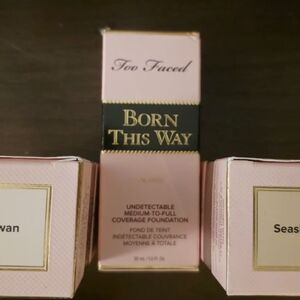 Too Faced
BORN
THIS WAY
UNDETECTABLE
MEDIUM-TO-FULL
COVERAGE FOUNDATION
FOND DE TEINT
INDÉTECTABLE COUVRANCE
MOYENNE À TOTALE
wan
Seas